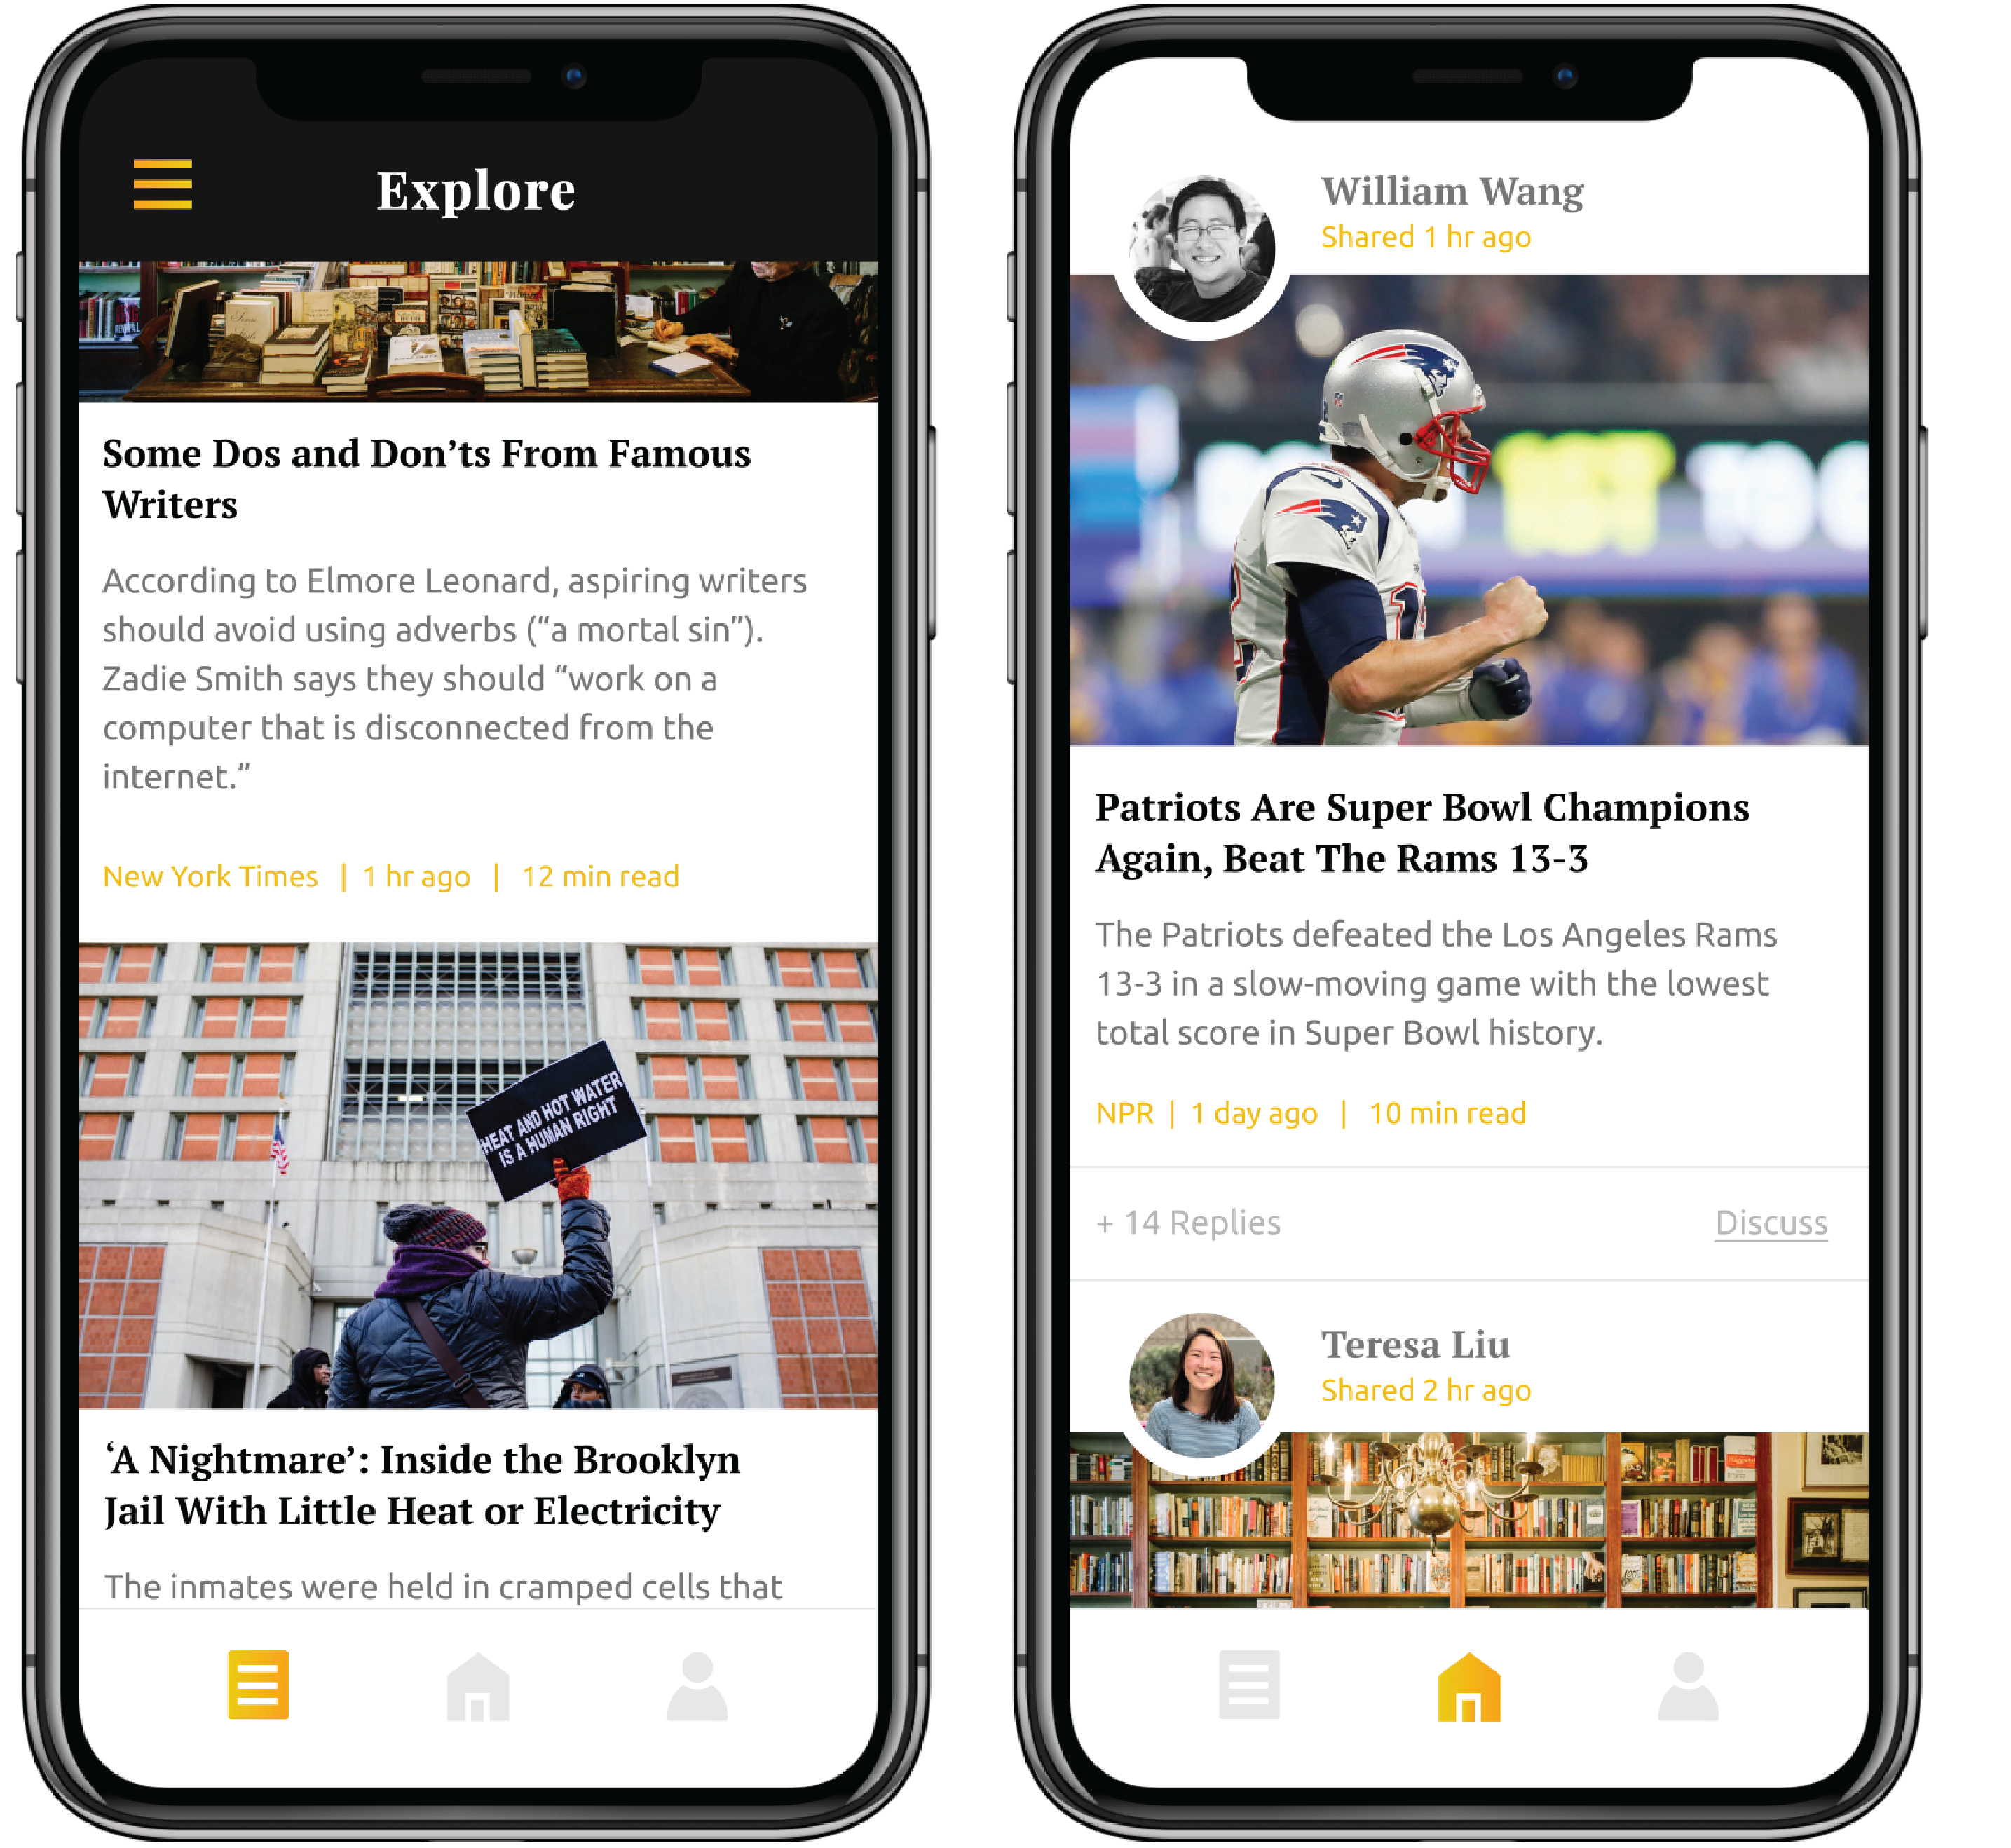 Explore
Some Dos and Don’ts From Famous
Writers
According to Elmore Leonard, aspiring writers
should avoid using adverbs (“a mortal sin”).
Zadie Smith says they should “work on a
computer that is disconnected from the
internet.”
New York Times | 1 hr ago | 12 min read
HEAT AND HOT WATER
IS A HUMAN RIGHT
‘A Nightmare’: Inside the Brooklyn
Jail With Little Heat or Electricity
The inmates were held in cramped cells that
William Wang
Shared 1 hr ago
Patriots Are Super Bowl Champions
Again, Beat The Rams 13-3
The Patriots defeated the Los Angeles Rams
13-3 in a slow-moving game with the lowest
total score in Super Bowl history.
NPR | 1 day ago | 10 min read
+ 14 Replies
Discuss
Teresa Liu
Shared 2 hr ago